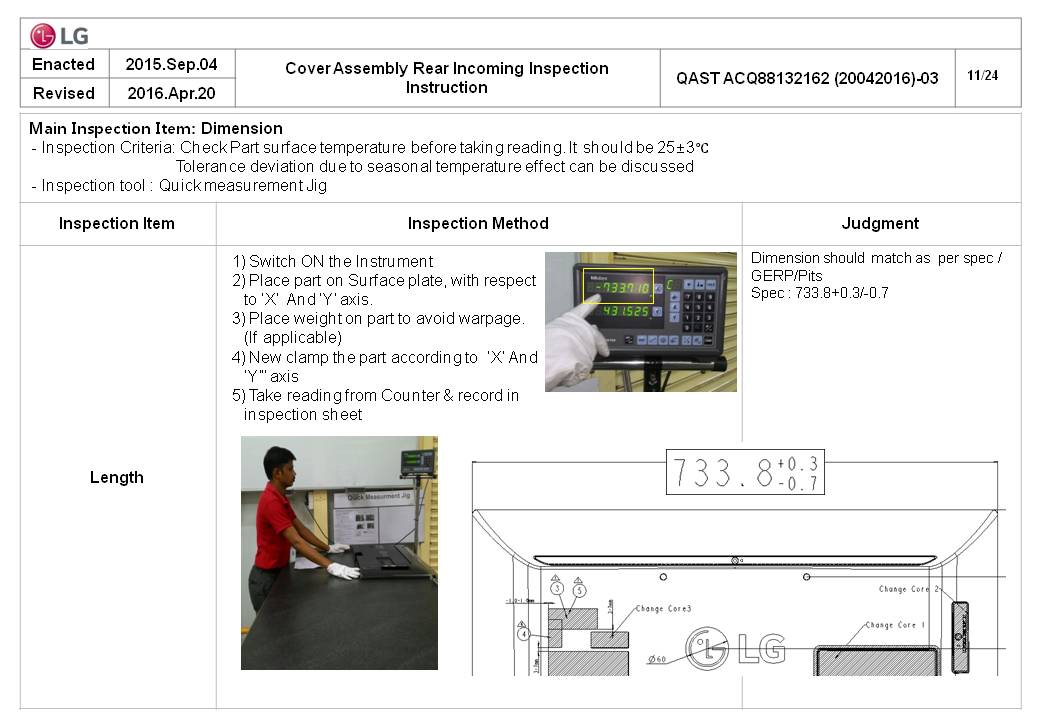 LG
Enacted
2015.Sep.04
Cover Assembly Rear Incoming Inspection
Instruction
QAST ACQ88132162 (20042016)-03
11/24
Revised
2016.Apr.20
Main Inspection Item: Dimension
- Inspection Criteria: Check Part surface temperature before taking reading. It should be 25±3℃
Tolerance deviation due to seasonal temperature effect can be discussed
- Inspection tool : Quick measurement Jig
Inspection Item
Inspection Method
Judgment
Length
1) Switch ON the Instrument
2) Place part on Surface plate, with respect
to 'X' And 'Y' axis.
3) Place weight on part to avoid warpage.
(If applicable)
4) New clamp the part according to 'X' And
'Y'" axis
5) Take reading from Counter & record in
inspection sheet
Mitutoyo
-733.710
431.525
Dimension should match as per spec /
GERP/Pits
Spec : 733.8+0.3/-0.7
Quick Measurment Jig
733.8 +0.3
-0.7
Change Core 2
3
5
Change Core3
4
Change Core 1
Ø60
LG